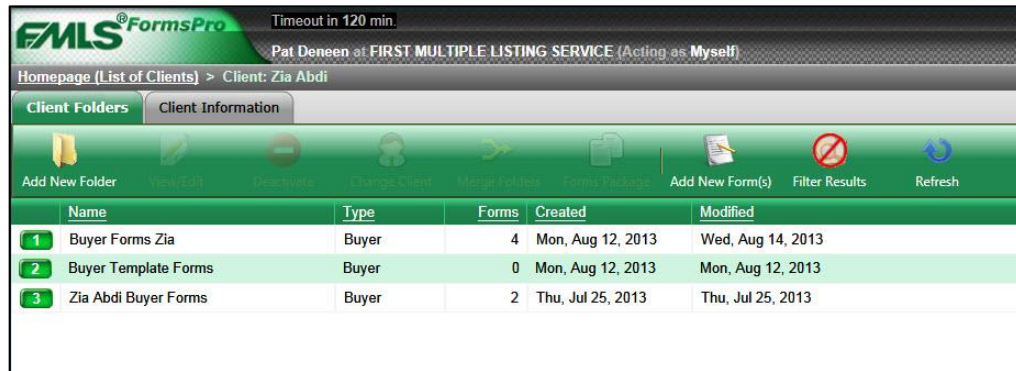 FMLS®FormsPro
Timeout in 120 min.
Pat Deneen at FIRST MULTIPLE LISTING SERVICE (Acting as Myself)
Homepage (List of Clients) > Client: Zia Abdi
Client Folders Client Information
Add New Folder View/Edit Deactivate Change Client Merge Folders Forms Package Add New Form(s) Filter Results Refresh
Name Type Forms Created Modified
1 Buyer Forms Zia Buyer 4 Mon, Aug 12, 2013 Wed, Aug 14, 2013
2 Buyer Template Forms Buyer 0 Mon, Aug 12, 2013 Mon, Aug 12, 2013
3 Zia Abdi Buyer Forms Buyer 2 Thu, Jul 25, 2013 Thu, Jul 25, 2013